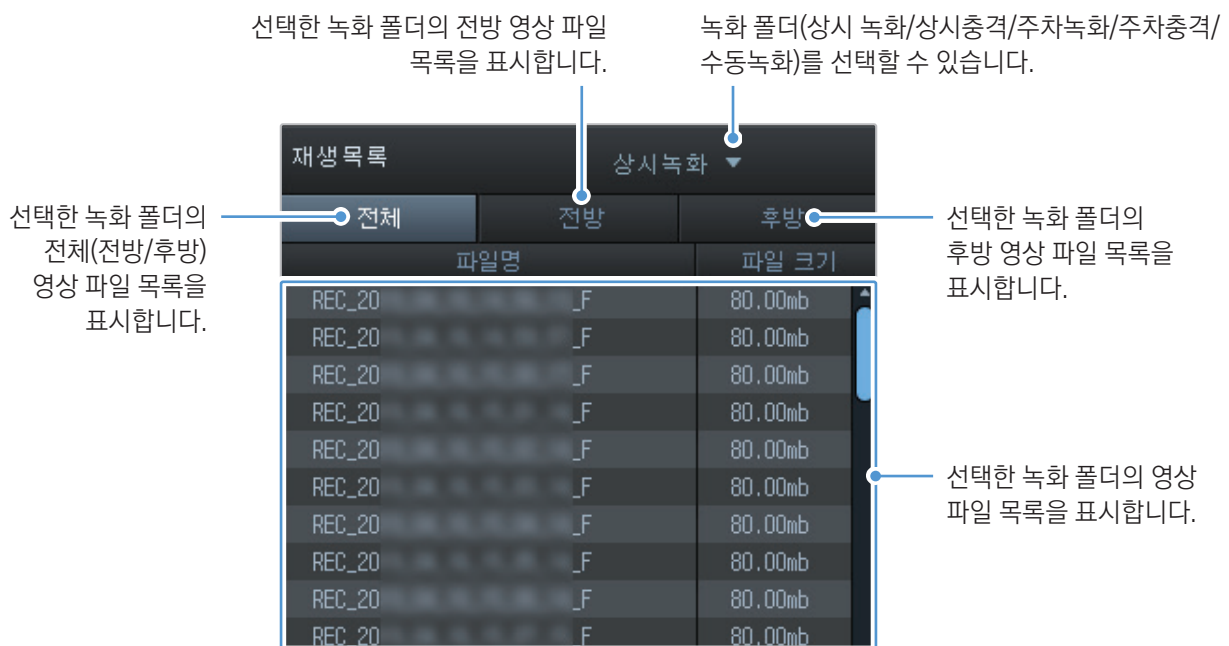 선택한 녹화 폴더의 전방 영상 파일
목록을 표시합니다.
녹화 폴더(상시 녹화/상시충격/주차녹화/주차충격/
수동녹화)를 선택할 수 있습니다.
재생목록
상시녹화 ▼
선택한 녹화 폴더의
전체(전방/후방)
영상 파일 목록을
표시합니다.
전체 전방 후방
선택한 녹화 폴더의
후방 영상 파일 목록을
표시합니다.
파일명 파일 크기
REC_20 _F 80.00mb
REC_20 _F 80.00mb
REC_20 _F 80.00mb
REC_20 _F 80.00mb
REC_20 _F 80.00mb
REC_20 _F 80.00mb
REC_20 _F 80.00mb
REC_20 _F 80.00mb
REC_20 _F 80.00mb
REC_20 _F 80.00mb
선택한 녹화 폴더의 영상
파일 목록을 표시합니다.